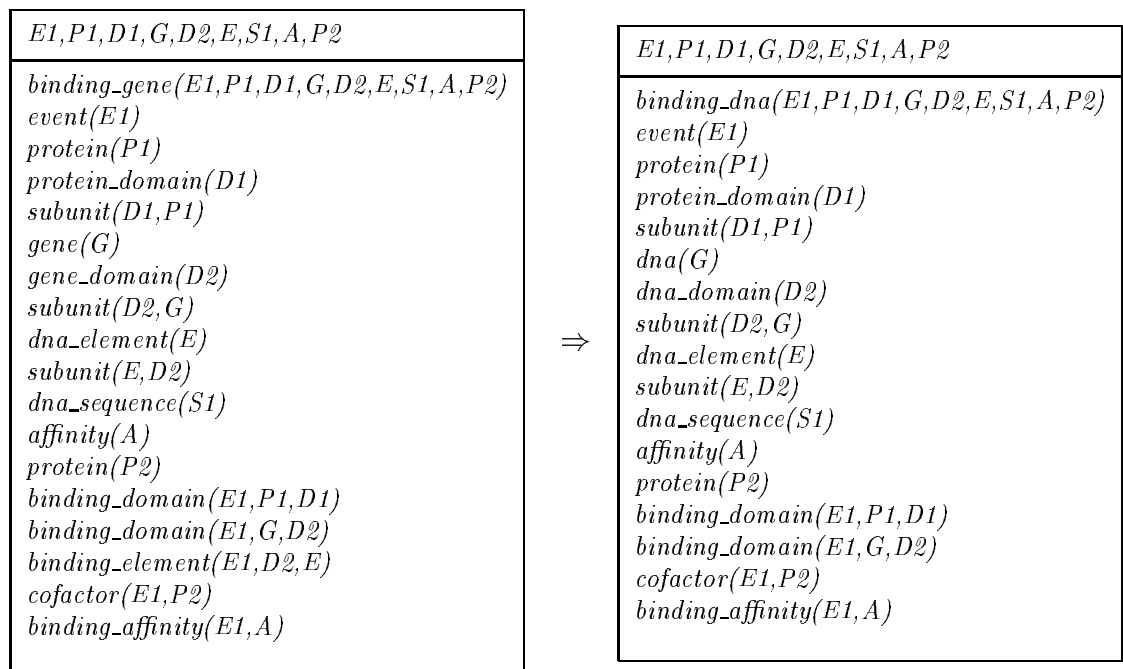 E1,P1,D1,G,D2,E,S1,A,P2
binding_gene(E1,P1,D1,G,D2,E,S1,A,P2)
event(E1)
protein(P1)
protein_domain(D1)
subunit(D1,P1)
gene(G)
gene_domain(D2)
subunit(D2,G)
dna_element(E)
subunit(E,D2)
dna_sequence(S1)
affinity(A)
protein(P2)
binding_domain(E1,P1,D1)
binding_domain(E1,G,D2)
binding_element(E1,D2,E)
cofactor(E1,P2)
binding_affinity(E1,A)
⇒
E1,P1,D1,G,D2,E,S1,A,P2
binding_dna(E1,P1,D1,G,D2,E,S1,A,P2)
event(E1)
protein(P1)
protein_domain(D1)
subunit(D1,P1)
dna(G)
dna_domain(D2)
subunit(D2,G)
dna_element(E)
subunit(E,D2)
dna_sequence(S1)
affinity(A)
protein(P2)
binding_domain(E1,P1,D1)
binding_domain(E1,G,D2)
cofactor(E1,P2)
binding_affinity(E1,A)